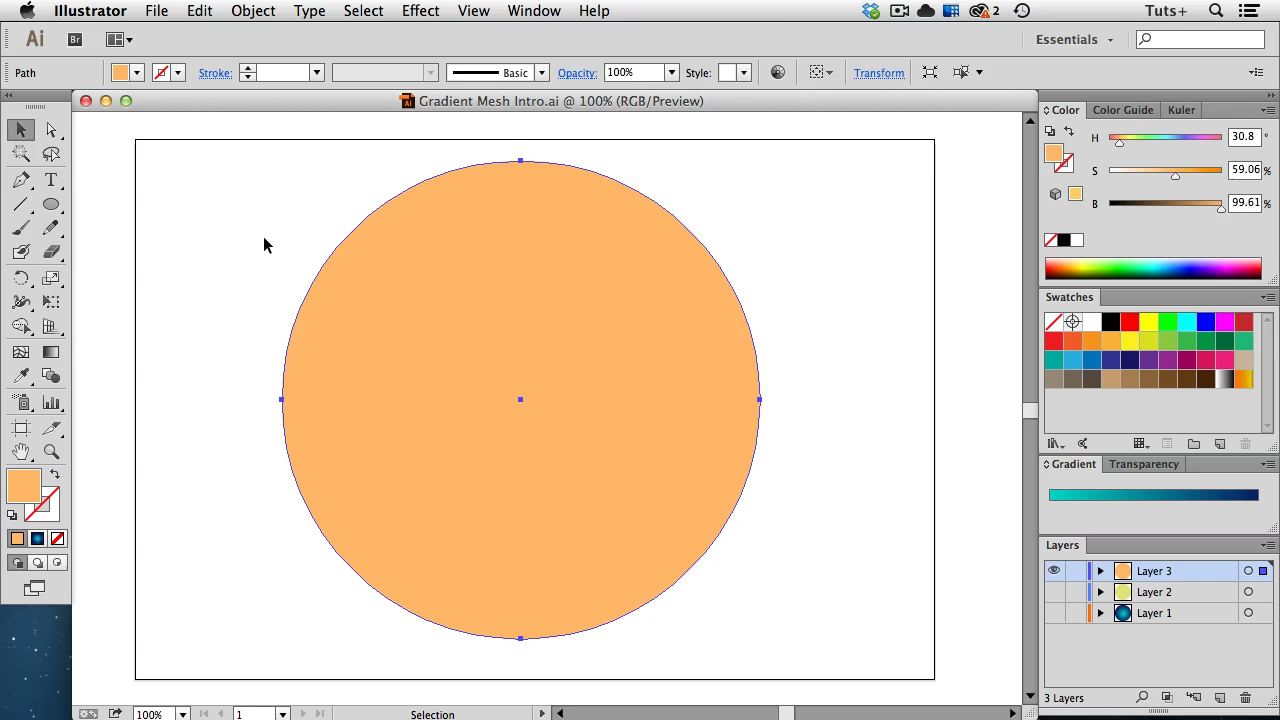 Illustrator File Edit Object Type Select Effect View Window Help 2 Tuts+
Ai Br Essentials
Path Stroke: Basic Opacity: 100% Style: Transform
Gradient Mesh Intro.ai @ 100% (RGB/Preview)
Color Color Guide Kuler
H 30.8 °
S 59.06 %
B 99.61 %
Swatches
T
Gradient Transparency
Layers
Layer 3
Layer 2
Layer 1
3 Layers
100% 1 Selection